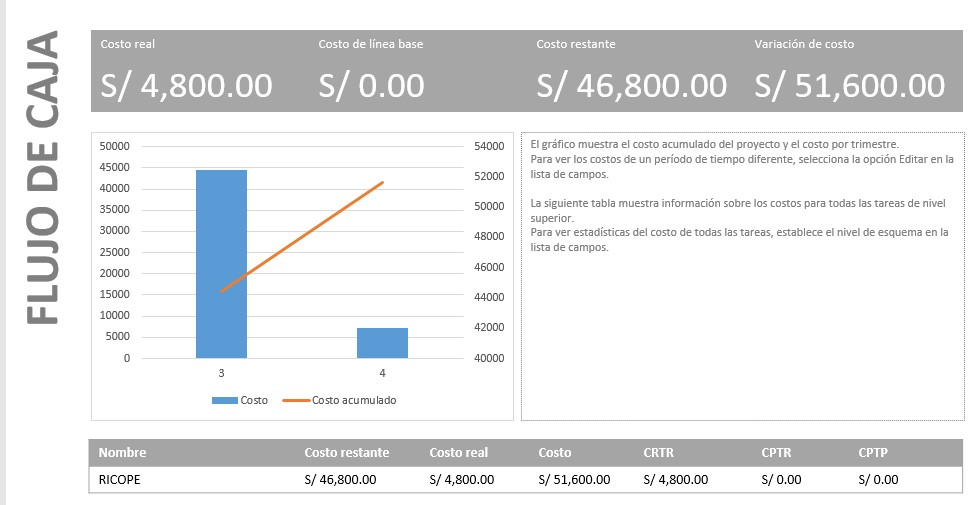 FLUJO DE CAJA
Costo real
S/ 4,800.00
Costo de línea base
S/ 0.00
Costo restante
S/ 46,800.00
Variación de costo
S/ 51,600.00
50000
45000
40000
35000
30000
25000
20000
15000
10000
5000
0
54000
52000
50000
48000
46000
44000
42000
40000
3
4
Costo
Costo acumulado
El gráfico muestra el costo acumulado del proyecto y el costo por trimestre.
Para ver los costos de un período de tiempo diferente, selecciona la opción Editar en la
lista de campos.
La siguiente tabla muestra información sobre los costos para todas las tareas de nivel
superior.
Para ver estadísticas del costo de todas las tareas, establece el nivel de esquema en la
lista de campos.
Nombre Costo restante Costo real Costo CRTR CPTR CPTP
RICOPE S/ 46,800.00 S/ 4,800.00 S/ 51,600.00 S/ 4,800.00 S/ 0.00 S/ 0.00